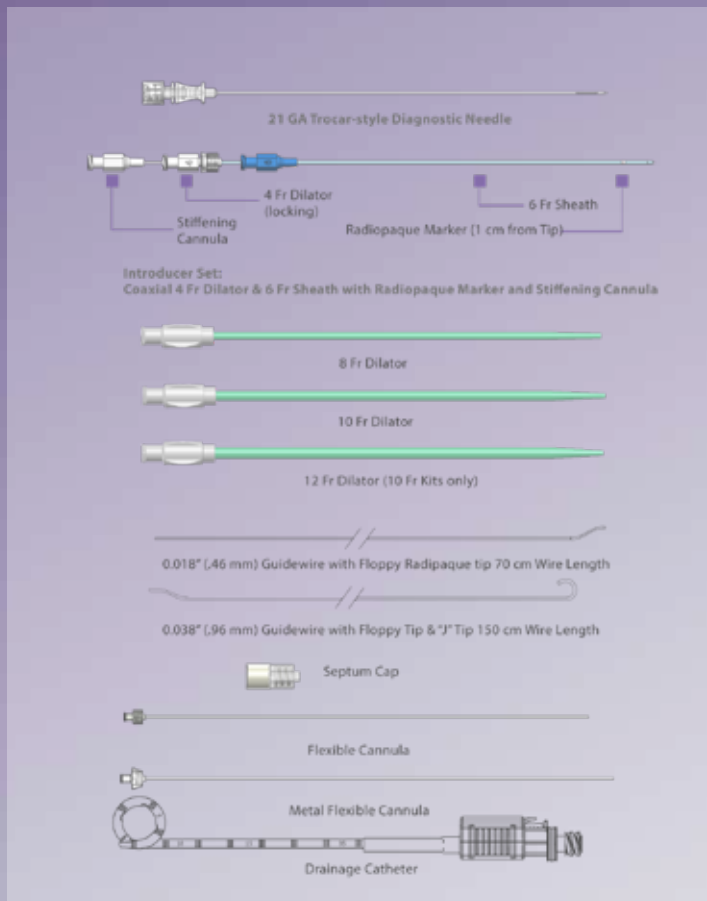 21 GA Trocar-style Diagnostic Needle
4 Fr Dilator
(locking)
6 Fr Sheath
Stiffening
Cannula
Radiopaque Marker (1 cm from Tip)
Introducer Set:
Coaxial 4 Fr Dilator & 6 Fr Sheath with Radiopaque Marker and Stiffening Cannula
8 Fr Dilator
10 Fr Dilator
12 Fr Dilator (10 Fr Kits only)
0.018" (.46 mm) Guidewire with Floppy Radipaque tip 70 cm Wire Length
0.038" (.96 mm) Guidewire with Floppy Tip & "J" Tip 150 cm Wire Length
Septum Cap
Flexible Cannula
Metal Flexible Cannula
Drainage Catheter